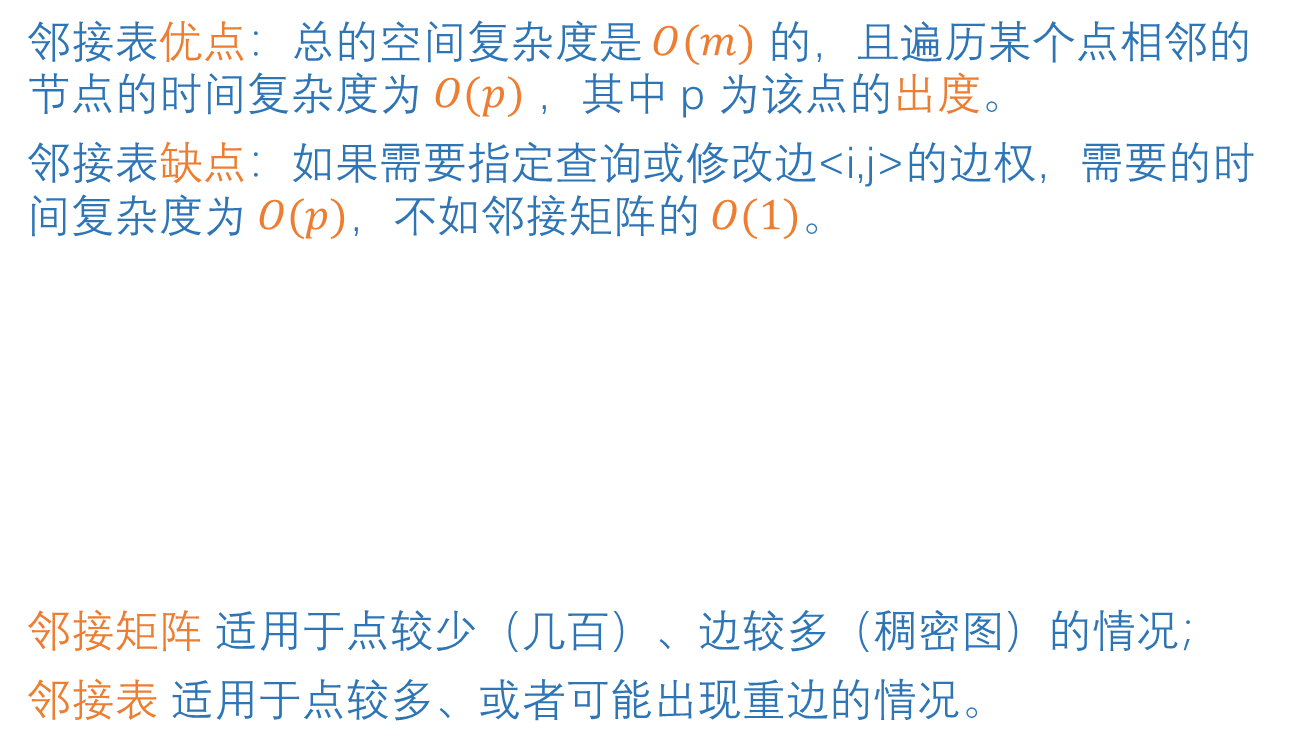 邻接表优点：总的空间复杂度是 O(m) 的，且遍历某个点相邻的
节点的时间复杂度为 O(p) ，其中 p 为该点的出度。
邻接表缺点：如果需要指定查询或修改边<i,j>的边权，需要的时
间复杂度为 O(p)，不如邻接矩阵的 O(1)。
邻接矩阵 适用于点较少（几百）、边较多（稠密图）的情况；
邻接表 适用于点较多、或者可能出现重边的情况。